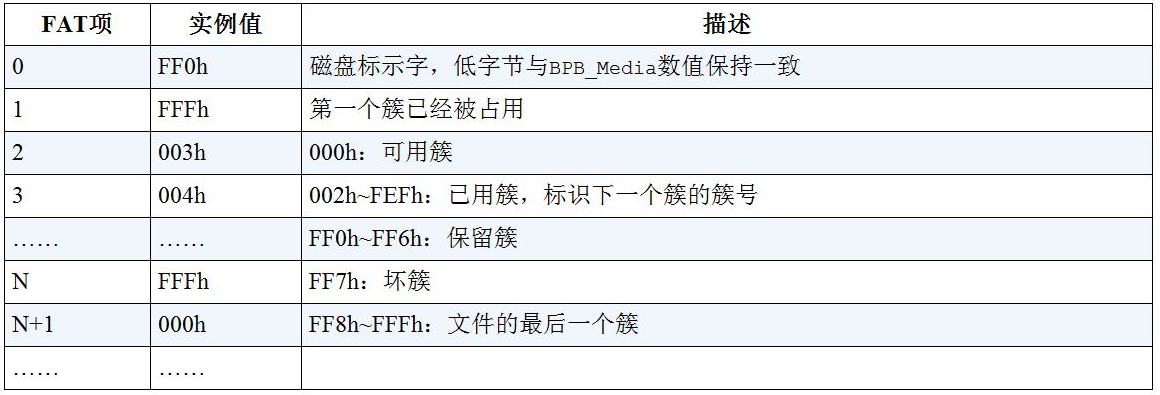 FAT项 实例值 描述
0 FF0h 磁盘标示字，低字节与BPB_Media数值保持一致
1 FFFh 第一个簇已经被占用
2 003h 000h：可用簇
3 004h 002h~FEFh：已用簇，标识下一个簇的簇号
…… …… FF0h~FF6h：保留簇
N FFFh FF7h：坏簇
N+1 000h FF8h~FFFh：文件的最后一个簇
…… ……